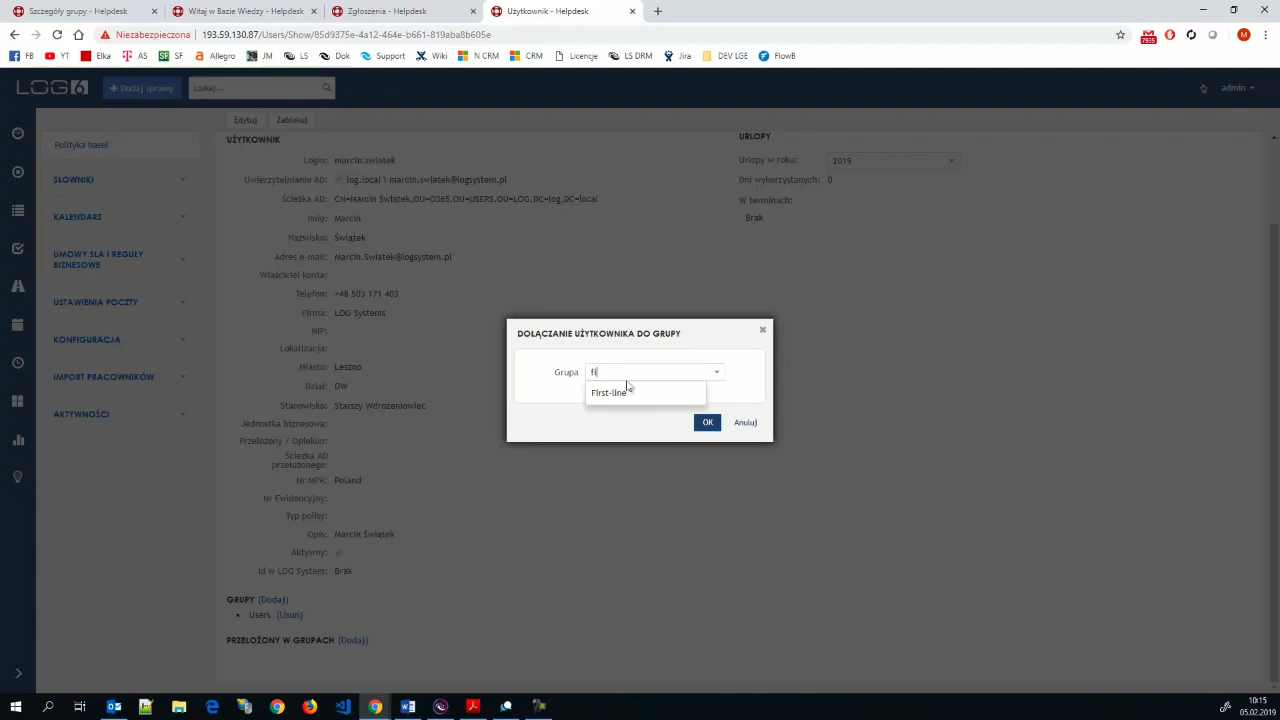 Szczegóły grupy - Helpdesk
Witaj w Bazie Wiedzy - Helpdesk
Zgłoszenia - Helpdesk
Użytkownik - Helpdesk
Niezabezpieczona | 193.59.130.87/Users/Show/85d9375e-4a12-464e-b661-819aba8b605e
7935
M
FB
YT
Elka
AS
SF
Allegro
JM
LS
Dok
Support
Wiki
N CRM
CRM
Licencje
LS DRM
Jira
DEV LGE
FlowB
LOG6
Dodaj sprawę
szukaj...
admin
Edytuj
Zablokuj
Polityka haseł
SŁOWNIKI
KALENDARZ
UMOWY SLA I REGUŁY
BIZNESOWE
USTAWIENIA POCZTY
KONFIGURACJA
IMPORT PRACOWNIKÓW
AKTYWNOŚCI
UŻYTKOWNIK
Login: marcin.swiatek
Uwierzytelnianie AD: log.local \ marcin.swiatek@logsystem.pl
Ścieżka AD: CN=Marcin Świątek,OU=O365,OU=USERS,OU=LOG,DC=log,DC=local
Imię: Marcin
Nazwisko: Świątek
Adres e-mail: Marcin.Swiatek@logsystem.pl
Właściciel konta:
Telefon: +48 503 171 403
Firma: LOG Systems
NIP:
Lokalizacja:
Miasto: Leszno
Dział: DW
Stanowisko: Starszy Wdrożeniowiec
Jednostka biznesowa:
Przełożony / Opiekun:
Ścieżka AD
przełożonego:
Nr MPK: Poland
Nr Ewidencyjny:
Typ polisy:
Opis: Marcin Świątek
Aktywny:
Id w LOG System: Brak
GRUPY (Dodaj)
Users (Usuń)
PRZEŁOŻONY W GRUPACH (Dodaj)
URLOPY
Urlopy w roku: 2019
Dni wykorzystanych: 0
W terminach:
Brak
DOŁĄCZANIE UŻYTKOWNIKA DO GRUPY
Grupa fi
First-line
OK
Anuluj
10:15
05.02.2019